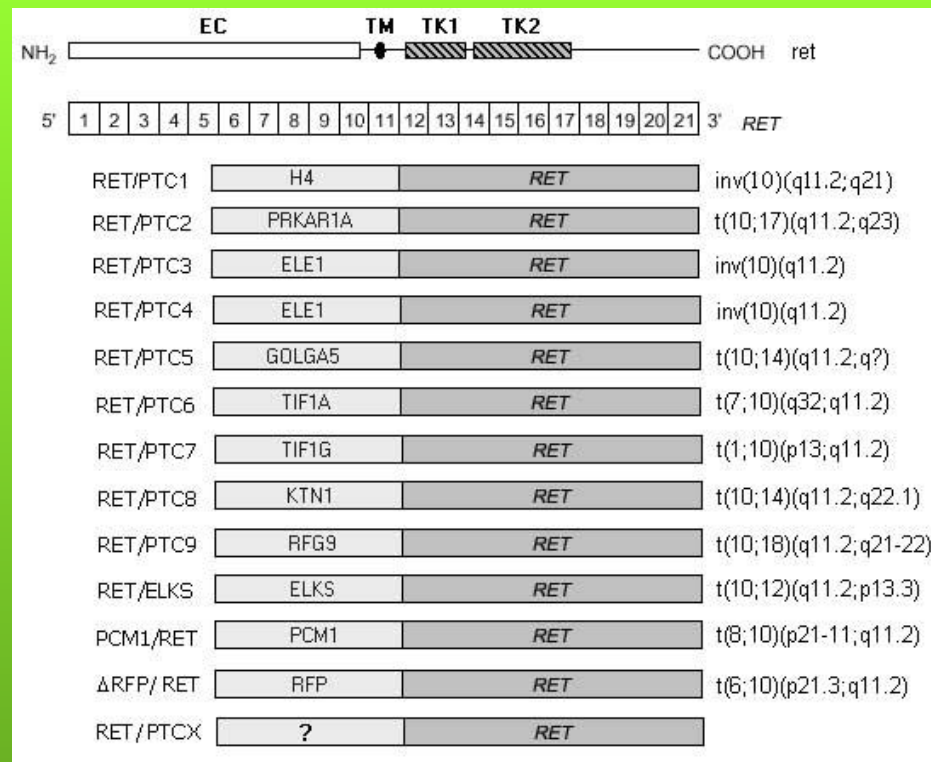 EC TM TK1 TK2
NH2 COOH ret
5' 1 2 3 4 5 6 7 8 9 10 11 12 13 14 15 16 17 18 19 20 21 3' RET
RET/PTC1 H4 RET inv(10)(q11.2;q21)
RET/PTC2 PRKAR1A RET t(10;17)(q11.2;q23)
RET/PTC3 ELE1 RET inv(10)(q11.2)
RET/PTC4 ELE1 RET inv(10)(q11.2)
RET/PTC5 GOLGA5 RET t(10;14)(q11.2;q?)
RET/PTC6 TIF1A RET t(7;10)(q32;q11.2)
RET/PTC7 TIF1G RET t(1;10)(p13;q11.2)
RET/PTC8 KTN1 RET t(10;14)(q11.2;q22.1)
RET/PTC9 RFG9 RET t(10;18)(q11.2;q21-22)
RET/ELKS ELKS RET t(10;12)(q11.2;p13.3)
PCM1/RET PCM1 RET t(8;10)(p21-11;q11.2)
ΔRFP/ RET RFP RET t(6;10)(p21.3;q11.2)
RET/PTCX ? RET